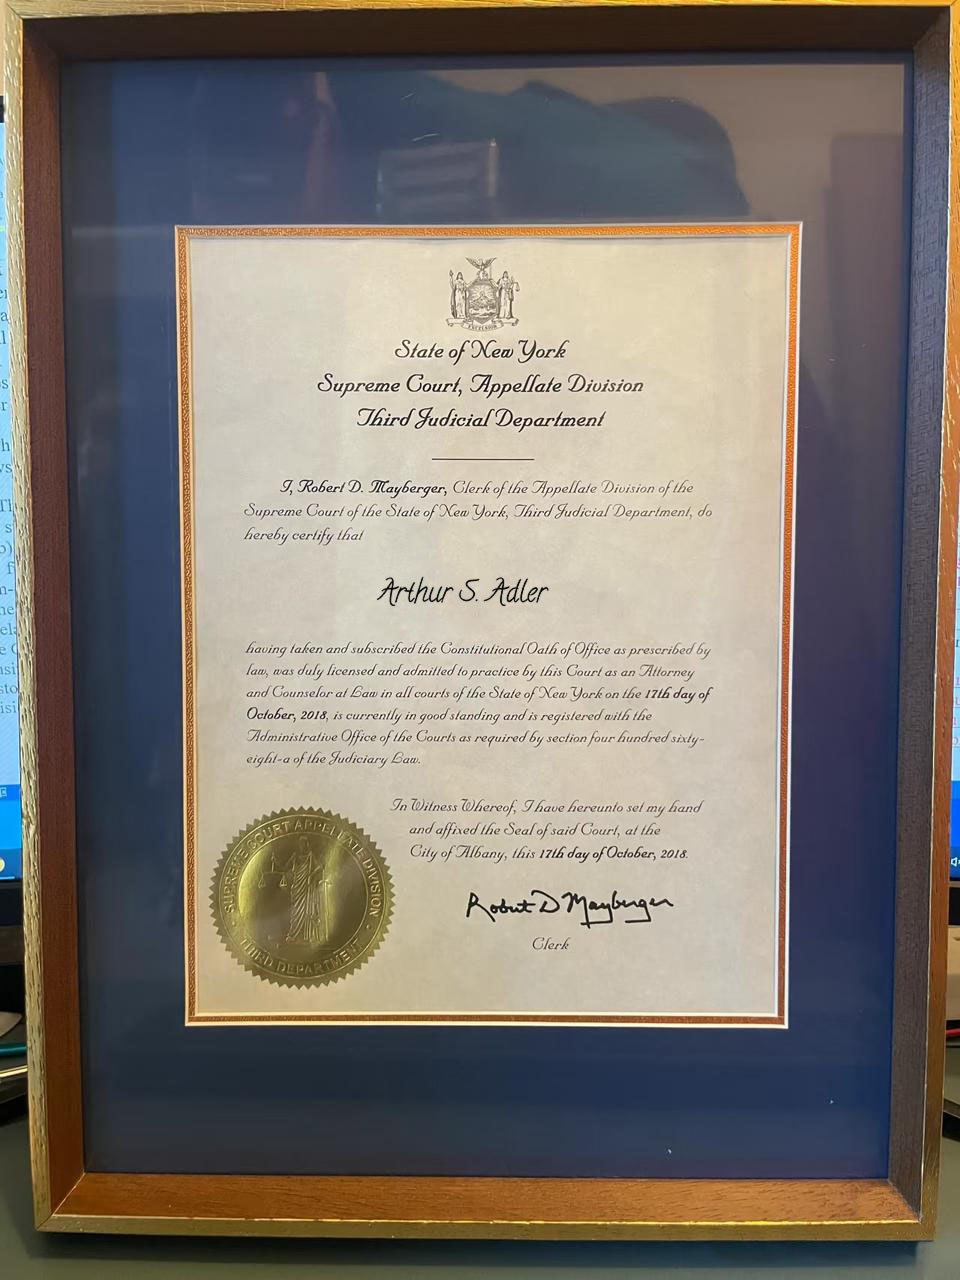 EXCELSIOR
State of New York
Supreme Court, Appellate Division
Third Judicial Department
I, Robert D. Mayberger, Clerk of the Appellate Division of the
Supreme Court of the State of New York, Third Judicial Department, do
hereby certify that
Arthur S. Adler
having taken and subscribed the Constitutional Oath of Office as prescribed by
law, was duly licensed and admitted to practice by this Court as an Attorney
and Counselor at Law in all courts of the State of New York on the 17th day of
October, 2018, is currently in good standing and is registered with the
Administrative Office of the Courts as required by section four hundred sixty-
eight-a of the Judiciary Law.
In Witness Whereof, I have hereunto set my hand
and affixed the Seal of said Court, at the
City of Albany, this 17th day of October, 2018.
Robert D Mayberger
Clerk
SUPREME COURT APPELLATE DIVISION
THIRD DEPARTMENT